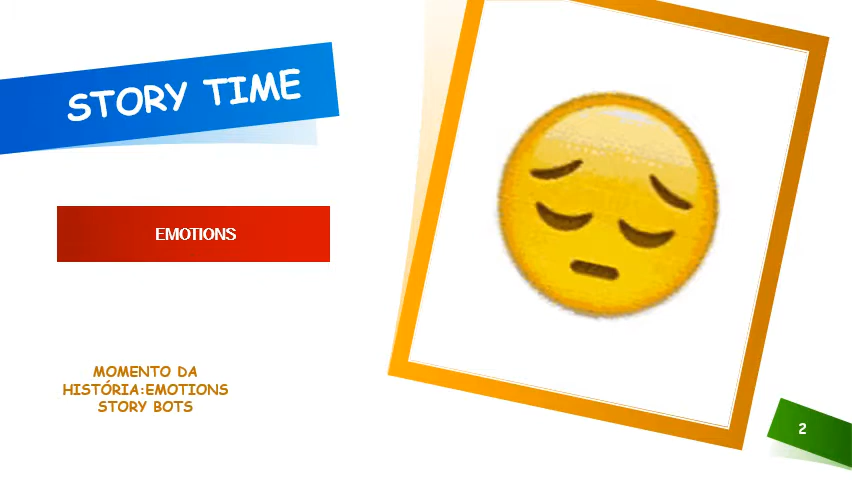 STORY TIME
EMOTIONS
MOMENTO DA
HISTÓRIA:EMOTIONS
STORY BOTS
2